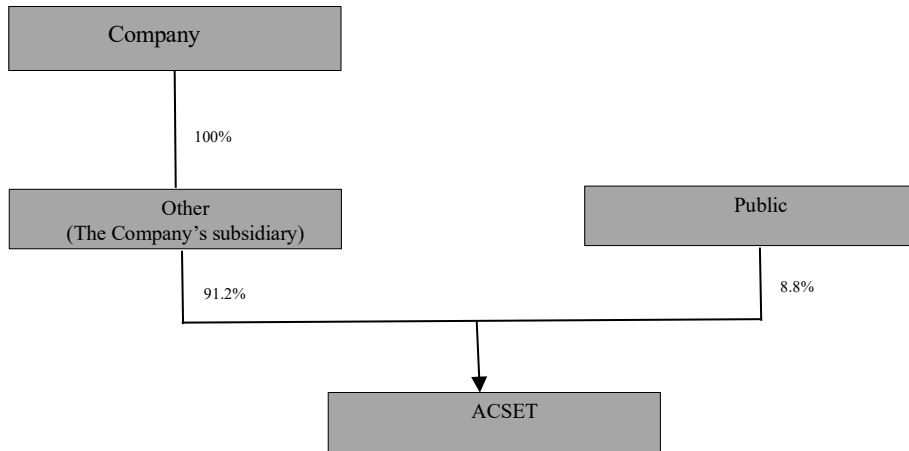 Company
100%
Other
(The Company’s subsidiary)
Public
91.2%
8.8%
ACSET